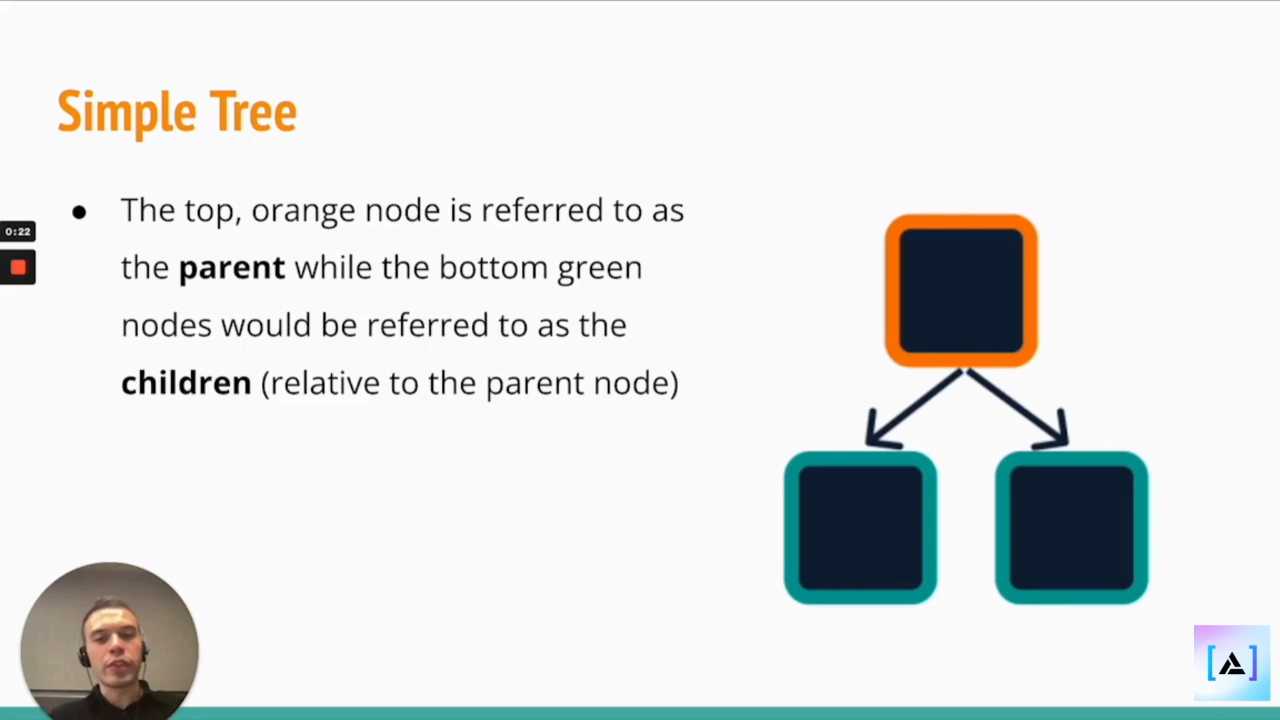 Simple Tree
● The top, orange node is referred to as
the parent while the bottom green
nodes would be referred to as the
children (relative to the parent node)
0:22